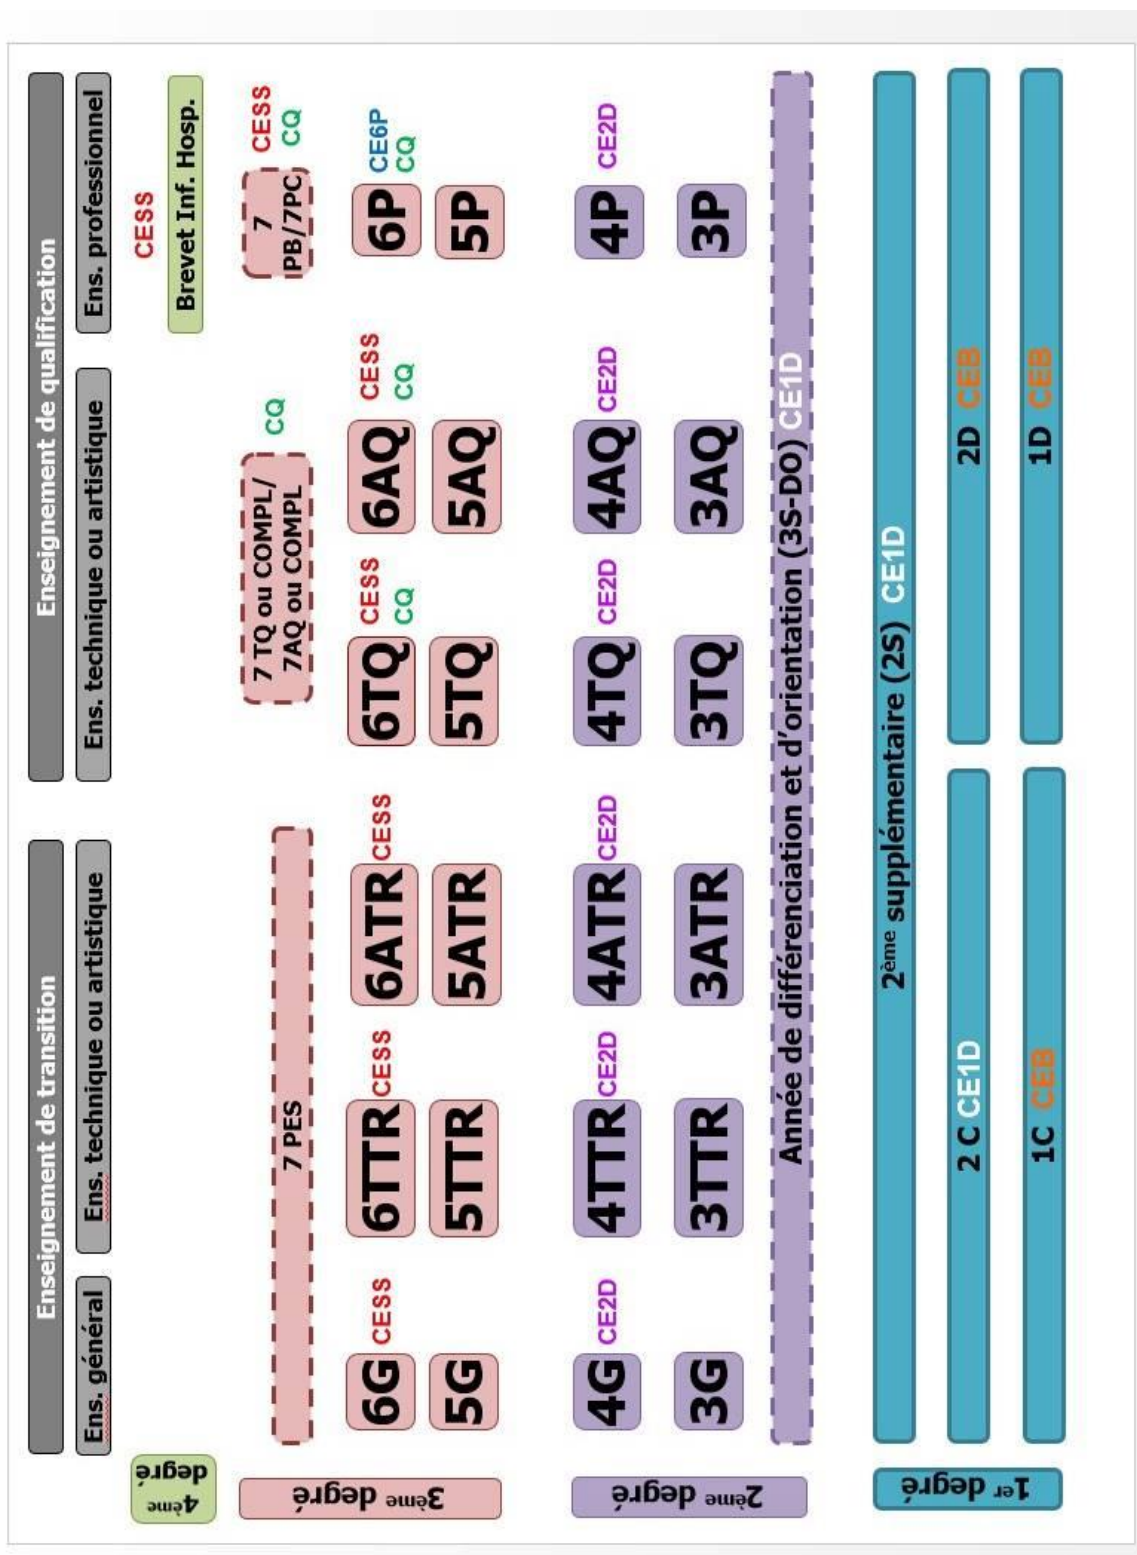 Enseignement de transition
Enseignement de qualification
Ens. général
Ens. technique ou artistique
Ens. technique ou artistique
Ens. professionnel
4ème
degré
CESS
Brevet Inf. Hosp.
3ème degré
7 PES
7 TQ ou COMPL/
7AQ ou COMPL
CQ
7
PB/7PC
CESS
CQ
6G CESS
6TTR CESS
6ATR CESS
6TQ CESS
CQ
6AQ CESS
CQ
6P CE6P
CQ
5G
5TTR
5ATR
5TQ
5AQ
5P
2ème degré
4G CE2D
4TTR CE2D
4ATR CE2D
4TQ CE2D
4AQ CE2D
4P CE2D
3G
3TTR
3ATR
3TQ
3AQ
3P
Année de différenciation et d'orientation (3S-DO) CE1D
1er degré
2ème supplémentaire (2S) CE1D
2 C CE1D
2D CEB
1C CEB
1D CEB